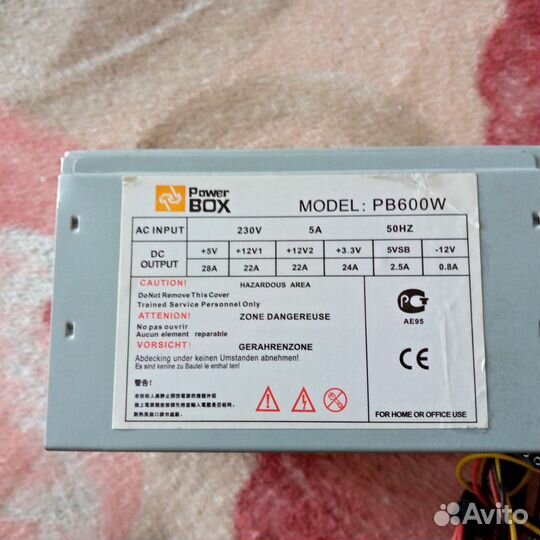 Power BOX
MODEL: PB600W
AC INPUT 230V 5A 50HZ
DC OUTPUT +5V +12V1 +12V2 +3.3V 5VSB -12V
28A 22A 22A 24A 2.5A 0.8A
CAUTION! HAZARDOUS AREA
Do Not Remove This Cover
Trained Service Personnel Only
ATTENION! ZONE DANGEREUSE
No pas ouvrir
Aucun element reparable
VORSICHT! GERAHRENZONE
Abdecking under keinen Umstanden abnehmen!
Es sind kenine zu Bautel le enthal ten!
PCT
AE95
CE
警告!
FOR HOME OR OFFICE USE
Avito